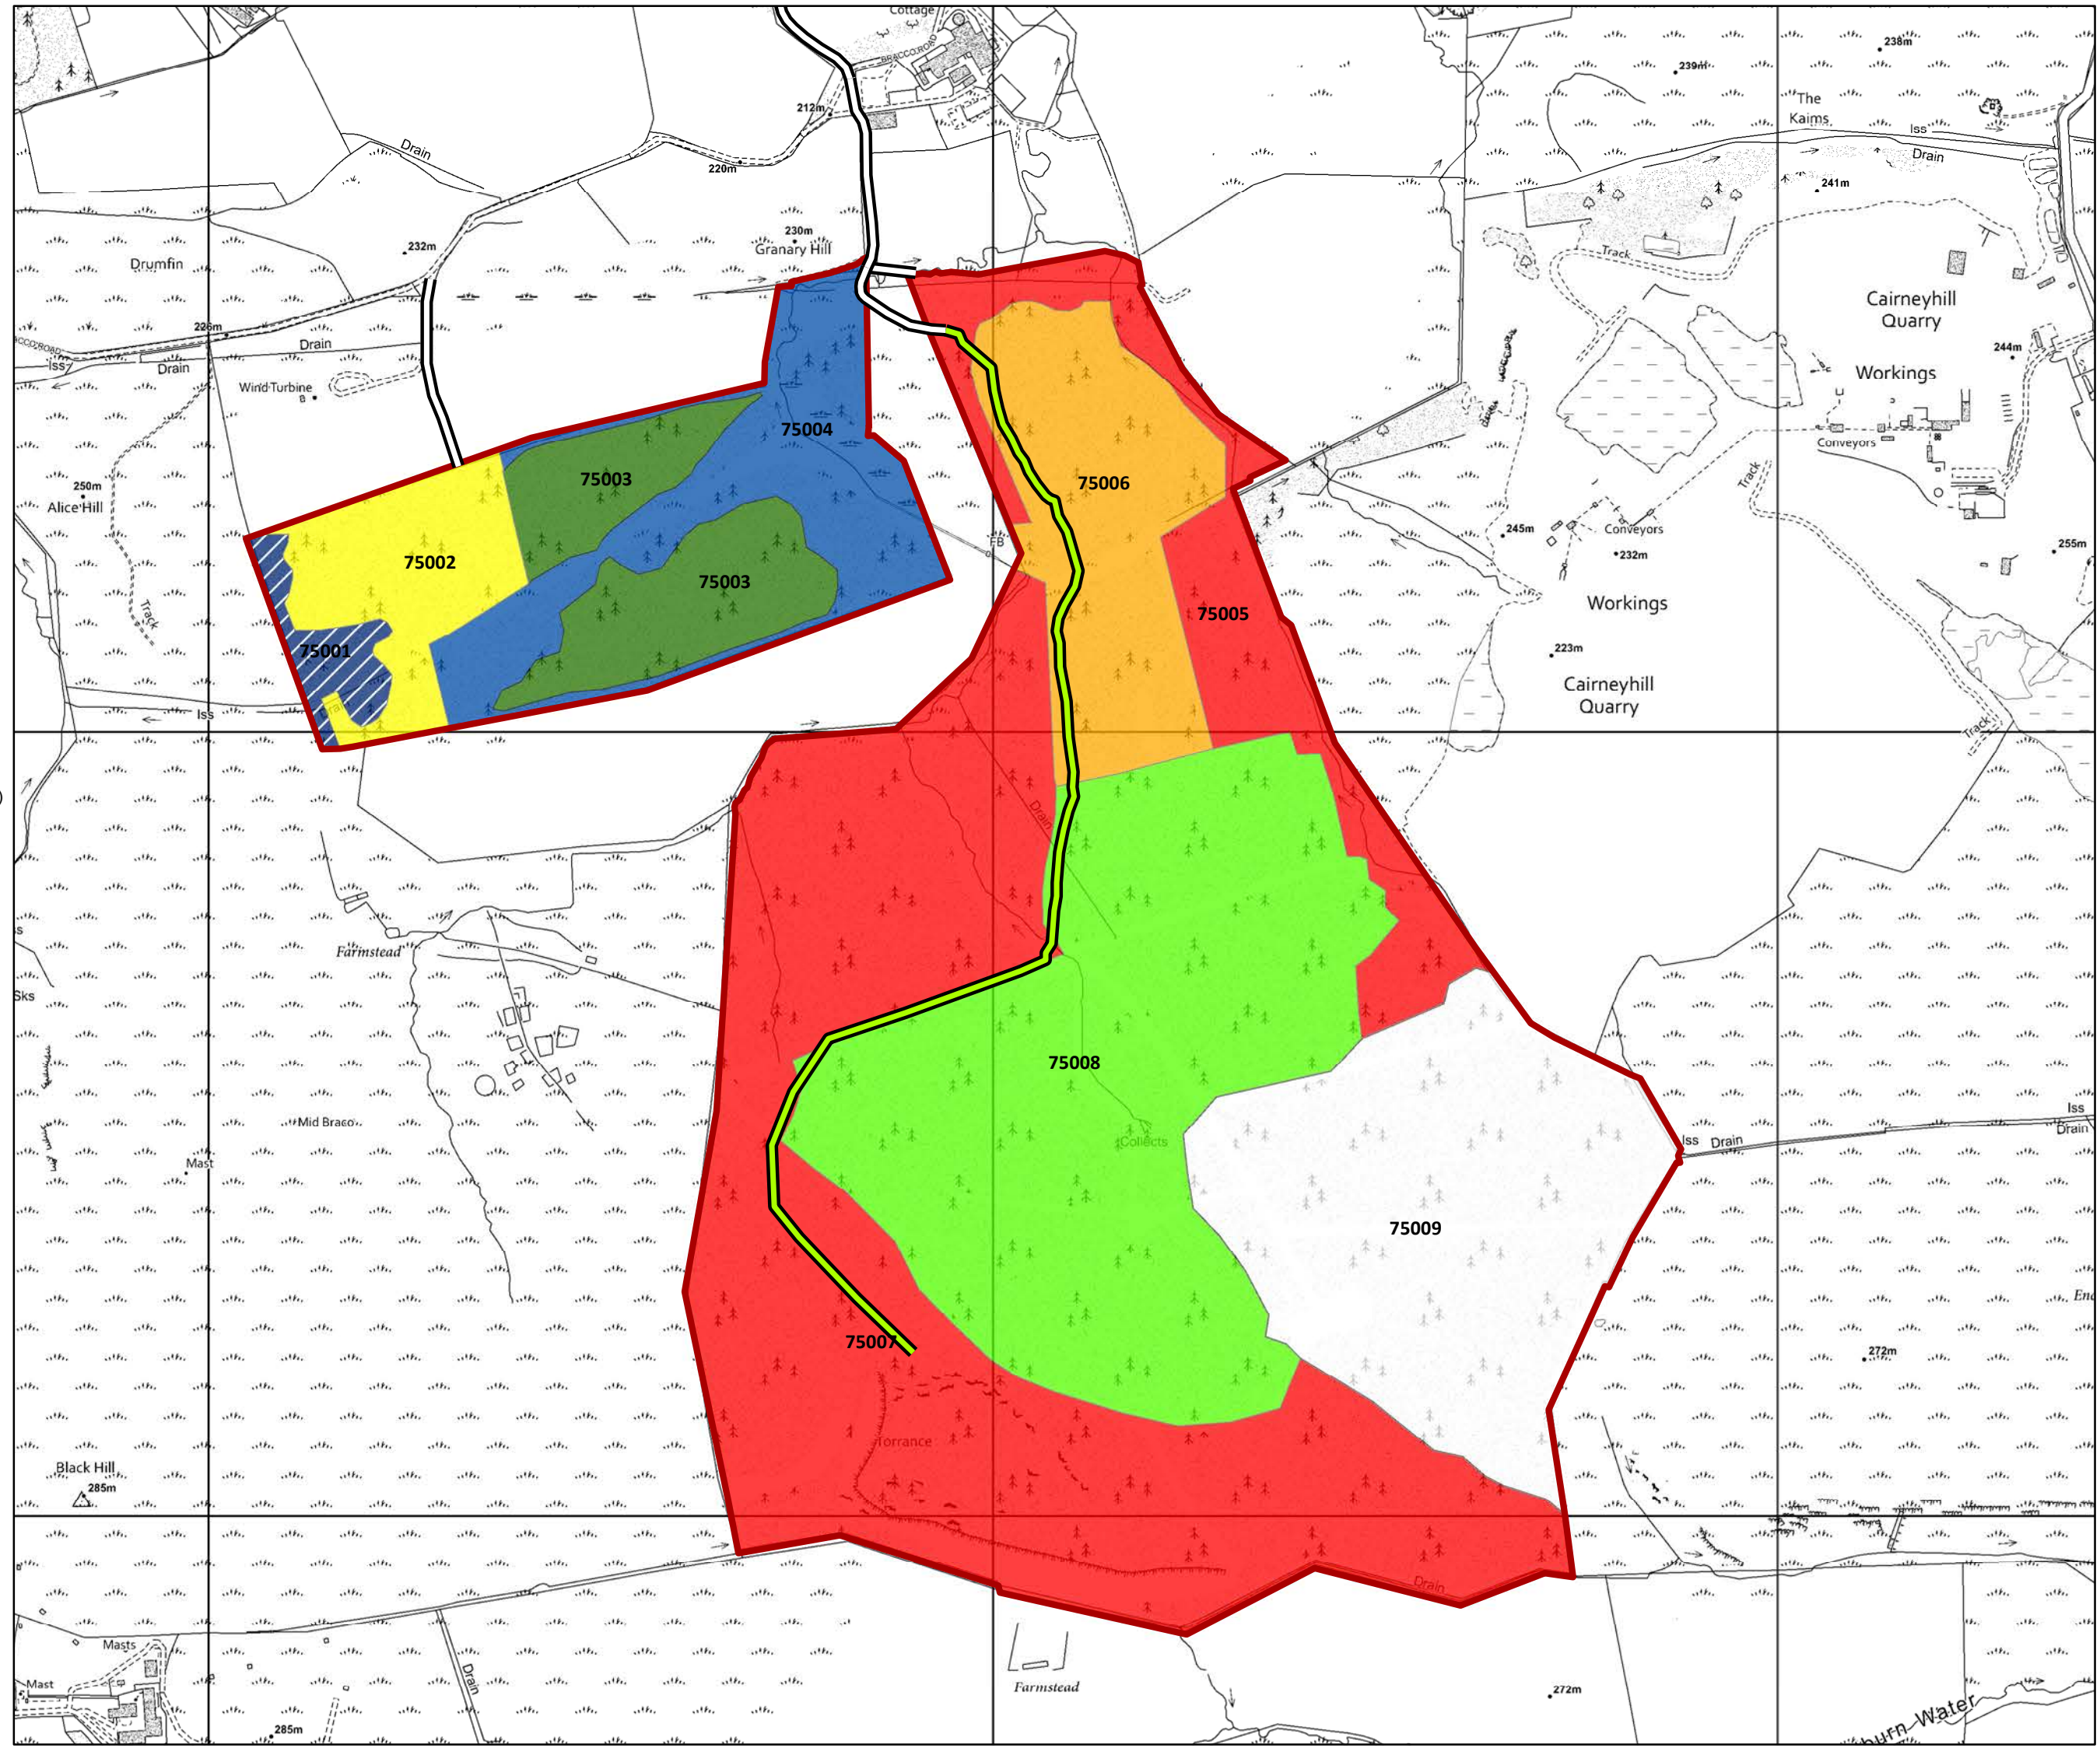 Cottage
BRACCO ROAD
238m
239m
The
Kaims
212m
Iss
Drain
Drain
220m
241m
230m
Granary Hill
232m
Drumfin
Track
Cairneyhill
Quarry
226m
Iss
Drain
Drain
244m
Workings
Wind Turbine
75004
Conveyors
75003
75006
Track
250m
Alice Hill
245m
Conveyors
232m
FB
255m
75002
75003
Workings
Track
75005
75001
223m
Cairneyhill
Quarry
Drain
Iss
Track
Drain
Farmstead
Sks
75008
Iss
Drain
Mid Braco
Collects
Iss Drain
Mast
75009
75007
272m
Torrance
Black Hill
285m
Drain
Masts
Mast
Drain
Farmstead
272m
285m
burn Water